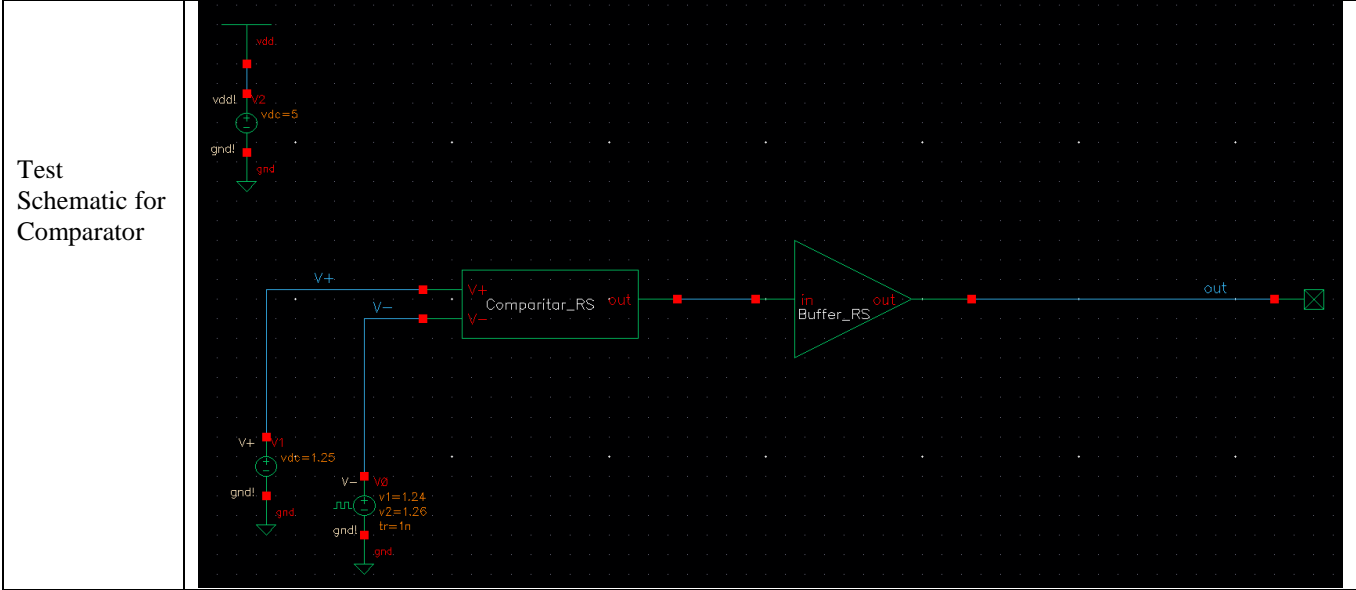 Test
Schematic for
Comparator
vdd
vdd! V2
vdc=5
gnd!
gnd
V+
V-
V+
V-
Comparitar_RS
out
in
out
Buffer_RS
out
V+ V1
vdc=1.25
gnd!
gnd
V- V0
v1=1.24
v2=1.26
tr=1n
gnd!
gnd